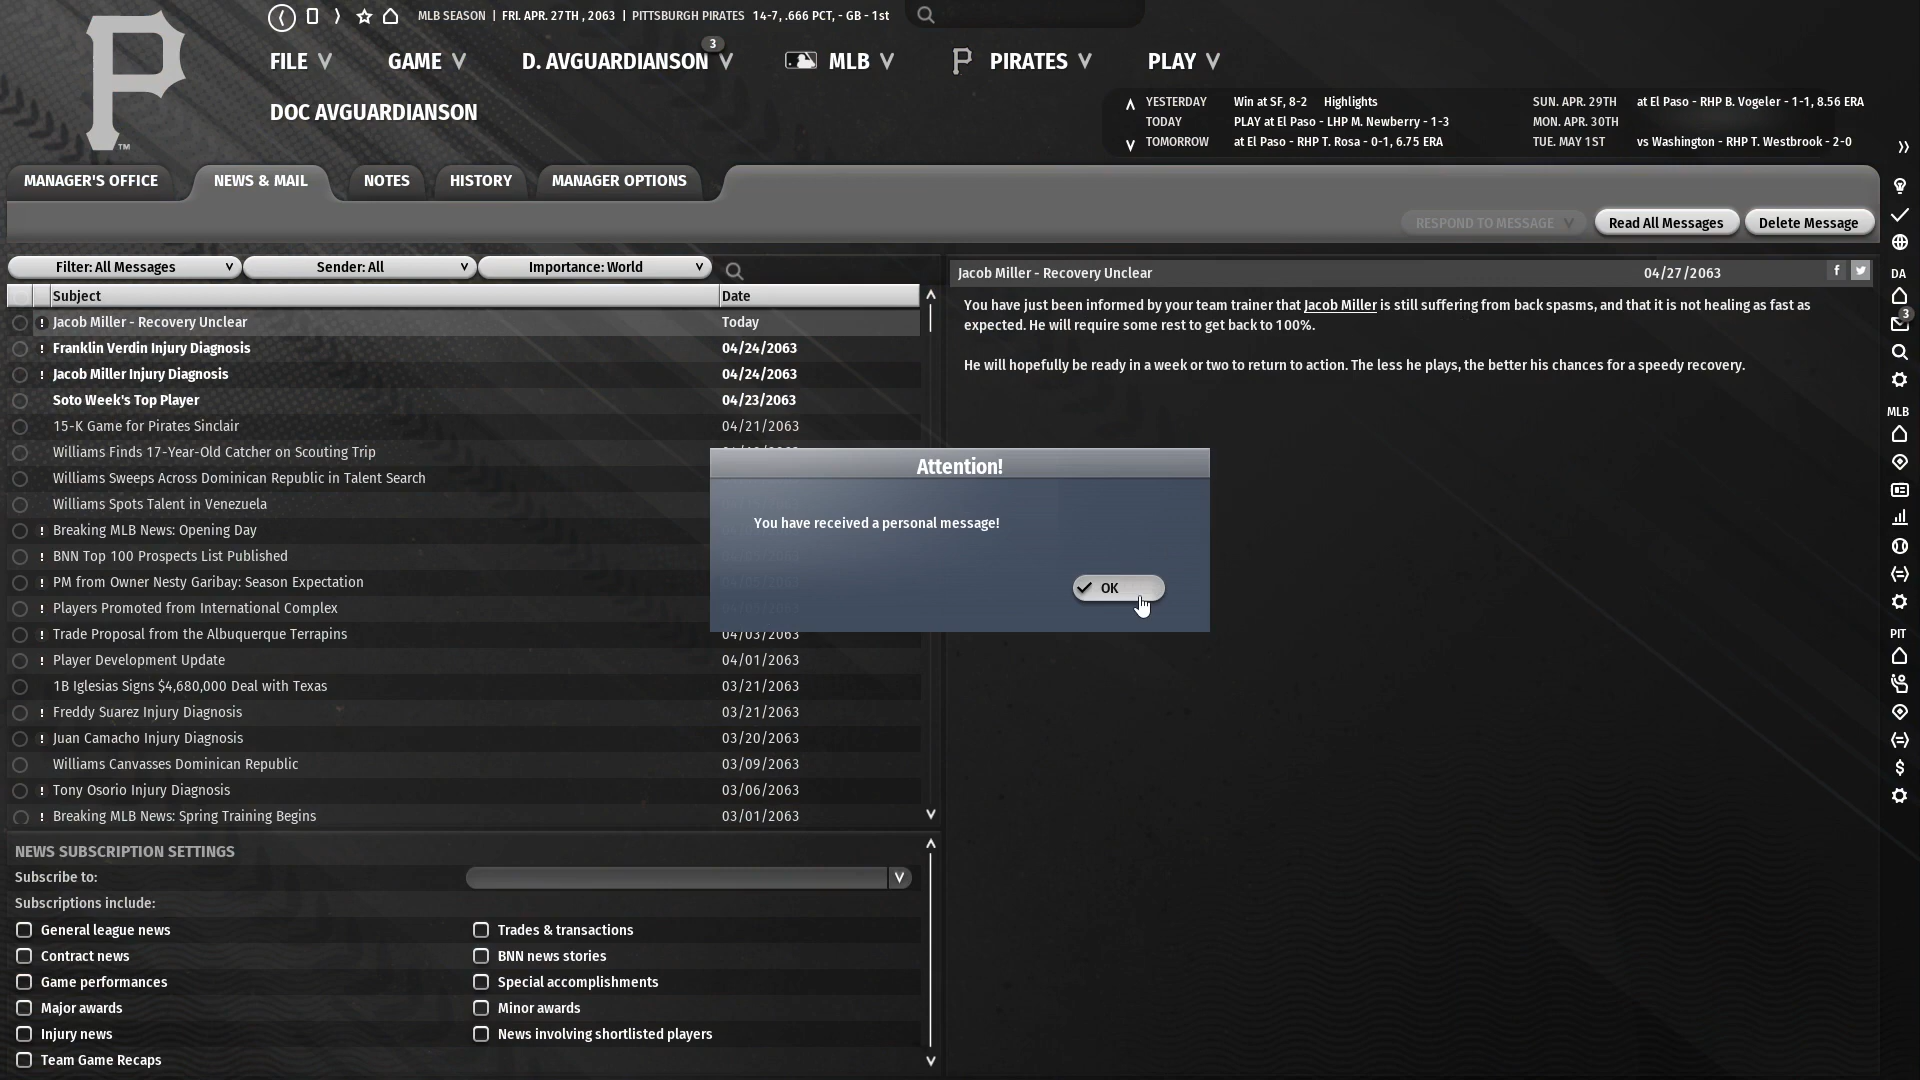 MLB SEASON | FRI. APR. 27TH , 2063 | PITTSBURGH PIRATES 14-7, .666 PCT, - GB - 1st
3
FILE GAME D. AVGUARDIANSON MLB PIRATES PLAY
P
TM
DOC AVGUARDIANSON
YESTERDAY Win at SF, 8-2 Highlights SUN. APR. 29TH at El Paso - RHP B. Vogeler - 1-1, 8.56 ERA
TODAY PLAY at El Paso - LHP M. Newberry - 1-3 MON. APR. 30TH
TOMORROW at El Paso - RHP T. Rosa - 0-1, 6.75 ERA TUE. MAY 1ST vs Washington - RHP T. Westbrook - 2-0
MANAGER'S OFFICE NEWS & MAIL NOTES HISTORY MANAGER OPTIONS
RESPOND TO MESSAGE Read All Messages Delete Message
Filter: All Messages Sender: All Importance: World
Subject Date
Jacob Miller - Recovery Unclear Today
! Franklin Verdin Injury Diagnosis 04/24/2063
! Jacob Miller Injury Diagnosis 04/24/2063
Soto Week's Top Player 04/23/2063
15-K Game for Pirates Sinclair 04/21/2063
Williams Finds 17-Year-Old Catcher on Scouting Trip
Williams Sweeps Across Dominican Republic in Talent Search
Williams Spots Talent in Venezuela
! Breaking MLB News: Opening Day
! BNN Top 100 Prospects List Published
! PM from Owner Nesty Garibay: Season Expectation
! Players Promoted from International Complex
! Trade Proposal from the Albuquerque Terrapins 04/03/2063
! Player Development Update 04/01/2063
1B Iglesias Signs $4,680,000 Deal with Texas 03/21/2063
! Freddy Suarez Injury Diagnosis 03/21/2063
! Juan Camacho Injury Diagnosis 03/20/2063
Williams Canvasses Dominican Republic 03/09/2063
! Tony Osorio Injury Diagnosis 03/06/2063
! Breaking MLB News: Spring Training Begins 03/01/2063
Jacob Miller - Recovery Unclear 04/27/2063
You have just been informed by your team trainer that Jacob Miller is still suffering from back spasms, and that it is not healing as fast as
expected. He will require some rest to get back to 100%.
He will hopefully be ready in a week or two to return to action. The less he plays, the better his chances for a speedy recovery.
Attention!
You have received a personal message!
OK
NEWS SUBSCRIPTION SETTINGS
Subscribe to:
Subscriptions include:
General league news Trades & transactions
Contract news BNN news stories
Game performances Special accomplishments
Major awards Minor awards
Injury news News involving shortlisted players
Team Game Recaps
DA
3
MLB
PIT
$